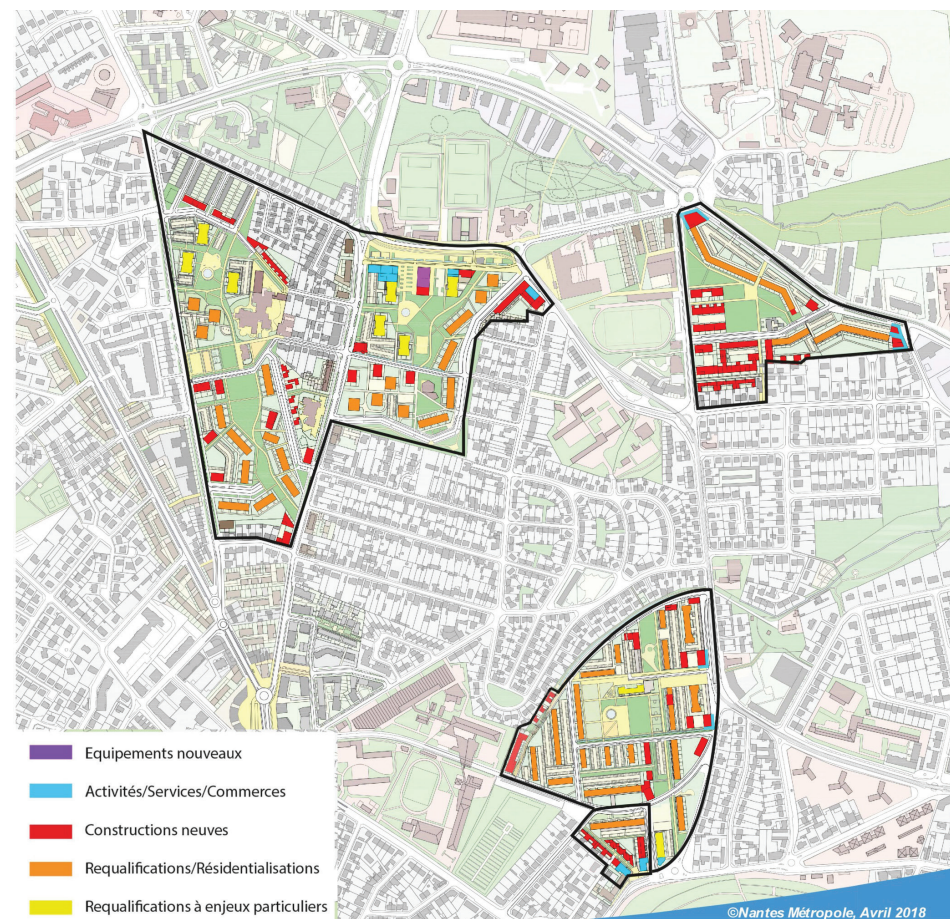 Equipements nouveaux
Activités/Services/Commerces
Constructions neuves
Requalifications/Résidentialisations
Requalifications à enjeux particuliers
©Nantes Métropole, Avril 2018